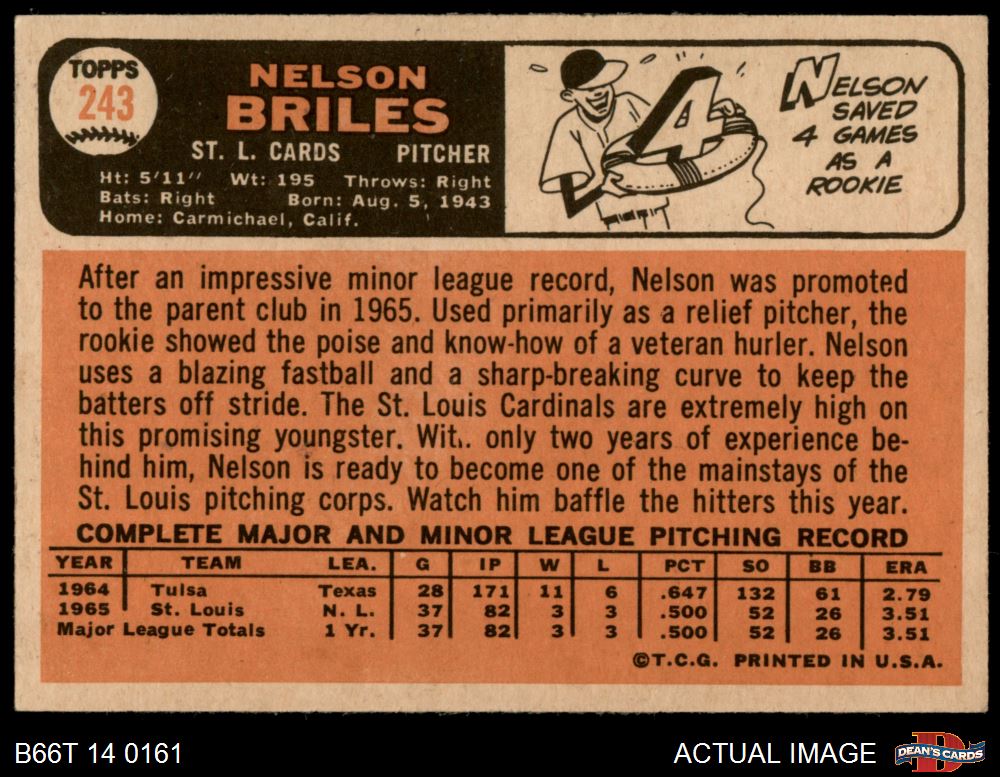 TOPPS
243
NELSON
BRILES
ST. L. CARDS PITCHER
Ht: 5'11" Wt: 195 Throws: Right
Bats: Right Born: Aug. 5, 1943
Home: Carmichael, Calif.
4
NELSON
SAVED
4 GAMES
AS A
ROOKIE
After an impressive minor league record, Nelson was promoted
to the parent club in 1965. Used primarily as a relief pitcher, the
rookie showed the poise and know-how of a veteran hurler. Nelson
uses a blazing fastball and a sharp-breaking curve to keep the
batters off stride. The St. Louis Cardinals are extremely high on
this promising youngster. Wit.. only two years of experience be-
hind him, Nelson is ready to become one of the mainstays of the
St. Louis pitching corps. Watch him baffle the hitters this year.
COMPLETE MAJOR AND MINOR LEAGUE PITCHING RECORD
YEAR TEAM LEA. G IP W L PCT SO BB ERA
1964 Tulsa Texas 28 171 11 6 .647 132 61 2.79
1965 St. Louis N. L. 37 82 3 3 .500 52 26 3.51
Major League Totals 1 Yr. 37 82 3 3 .500 52 26 3.51
©T.C.G. PRINTED IN U.S.A.
B66T 14 0161
ACTUAL IMAGE
D
DEAN'S CARDS